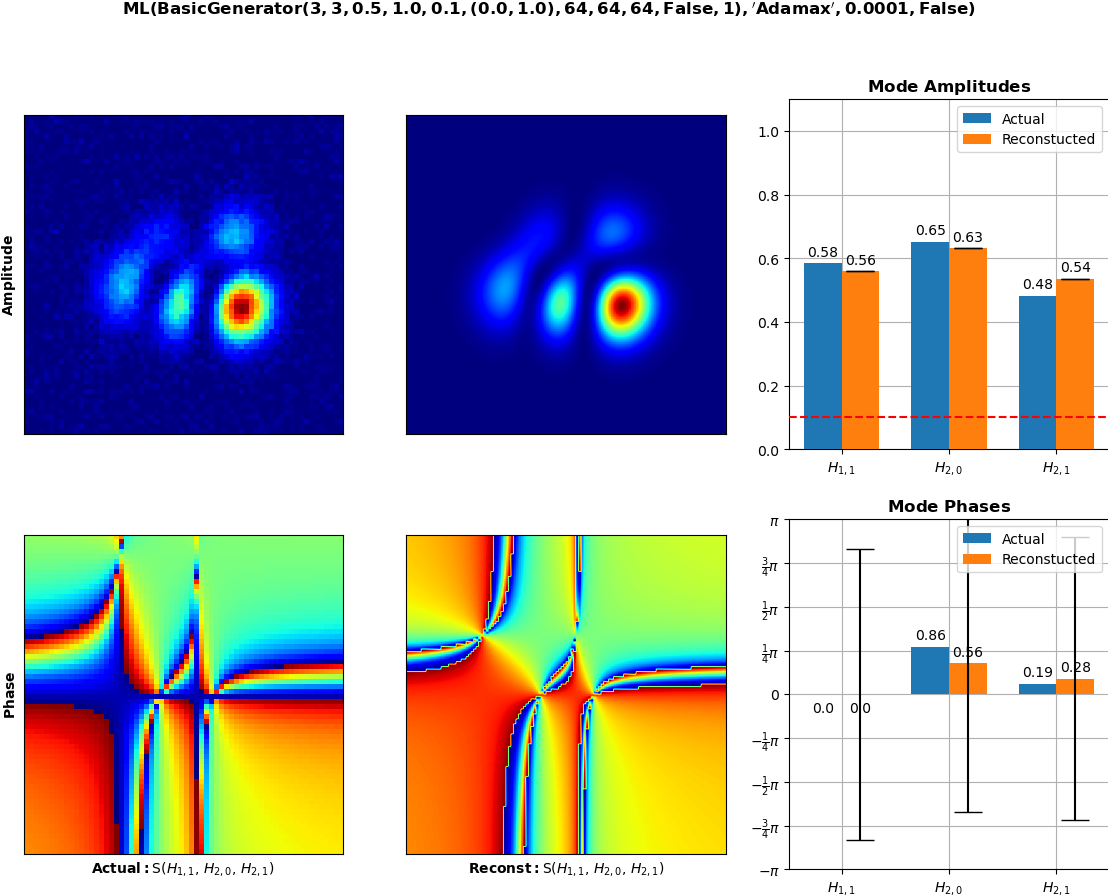 ML(BasicGenerator(3, 3, 0.5, 1.0, 0.1, (0.0, 1.0), 64, 64, 64, False, 1), ′Adamax′, 0.0001, False)
Mode Amplitudes
Amplitude
1.0
0.8
0.6
0.4
0.2
0.0
Actual
Reconstucted
0.58
0.56
0.65
0.63
0.48
0.54
H1, 1
H2, 0
H2, 1
Mode Phases
Phase
π
3/4π
1/2π
1/4π
0
−1/4π
−1/2π
−3/4π
−π
Actual
Reconstucted
0.0
0.0
0.86
0.56
0.19
0.28
H1, 1
H2, 0
H2, 1
Actual: S(H1, 1, H2, 0, H2, 1)
Reconst: S(H1, 1, H2, 0, H2, 1)